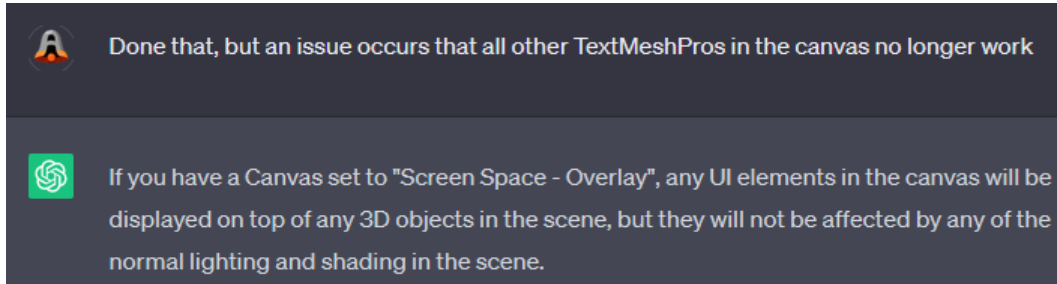 Done that, but an issue occurs that all other TextMeshPros in the canvas no longer work
If you have a Canvas set to "Screen Space - Overlay", any UI elements in the canvas will be
displayed on top of any 3D objects in the scene, but they will not be affected by any of the
normal lighting and shading in the scene.